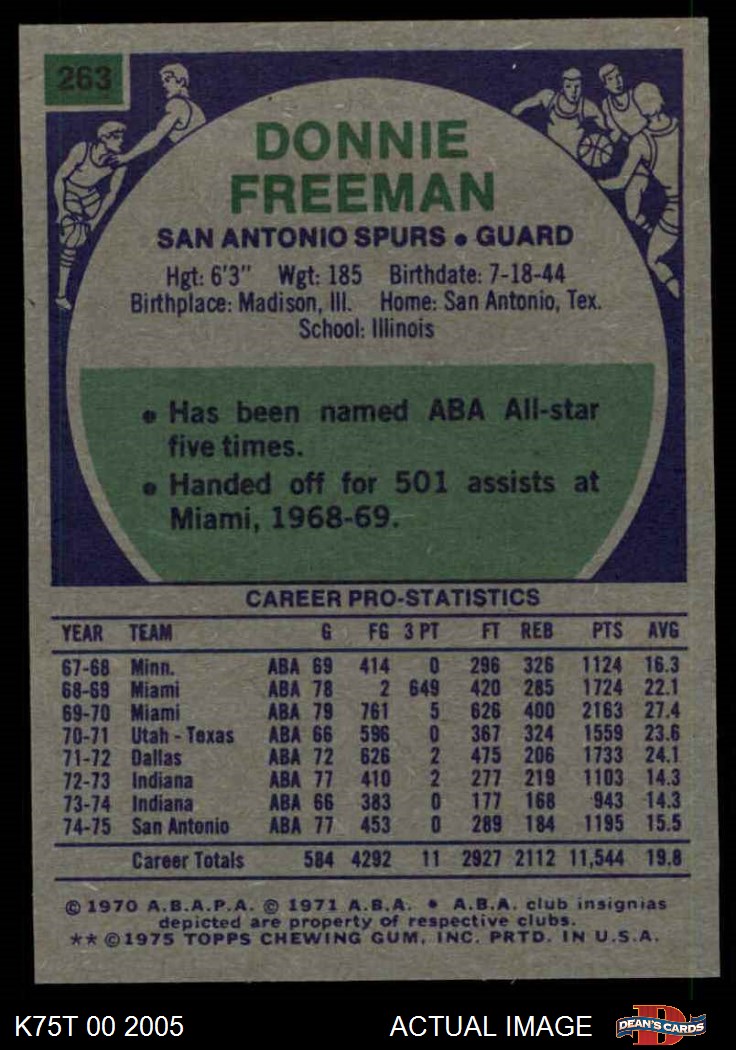 263
DONNIE
FREEMAN
SAN ANTONIO SPURS • GUARD
Hgt: 6'3" Wgt: 185 Birthdate: 7-18-44
Birthplace: Madison, Ill. Home: San Antonio, Tex.
School: Illinois
• Has been named ABA All-star
five times.
• Handed off for 501 assists at
Miami, 1968-69.
CAREER PRO-STATISTICS
YEAR TEAM G FG 3 PT FT REB PTS AVG
67-68 Minn. ABA 69 414 0 296 326 1124 16.3
68-69 Miami ABA 78 2 649 420 285 1724 22.1
69-70 Miami ABA 79 761 5 626 400 2163 27.4
70-71 Utah - Texas ABA 66 596 0 367 324 1559 23.6
71-72 Dallas ABA 72 626 2 475 206 1733 24.1
72-73 Indiana ABA 77 410 2 277 219 1103 14.3
73-74 Indiana ABA 66 383 0 177 168 943 14.3
74-75 San Antonio ABA 77 453 0 289 184 1195 15.5
Career Totals 584 4292 11 2927 2112 11,544 19.8
© 1970 A.B.A.P.A. © 1971 A.B.A. • A.B.A. club insignias
depicted are property of respective clubs.
** ©1975 TOPPS CHEWING GUM, INC. PRTD. IN U.S.A.
K75T 00 2005 ACTUAL IMAGE
D
DEAN'S CARDS